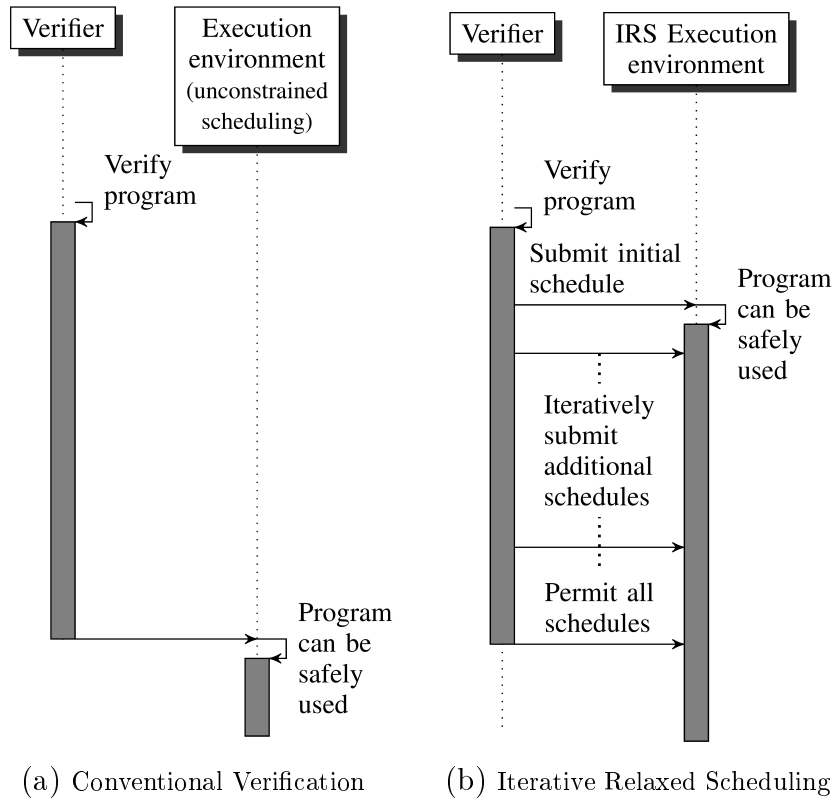 Verifier
Execution
environment
(unconstrained
scheduling)
Verify
program
Program
can be
safely
used
(a) Conventional Verification
Verifier
IRS Execution
environment
Verify
program
Submit initial
schedule
Program
can be
safely
used
Iteratively
submit
additional
schedules
Permit all
schedules
(b) Iterative Relaxed Scheduling